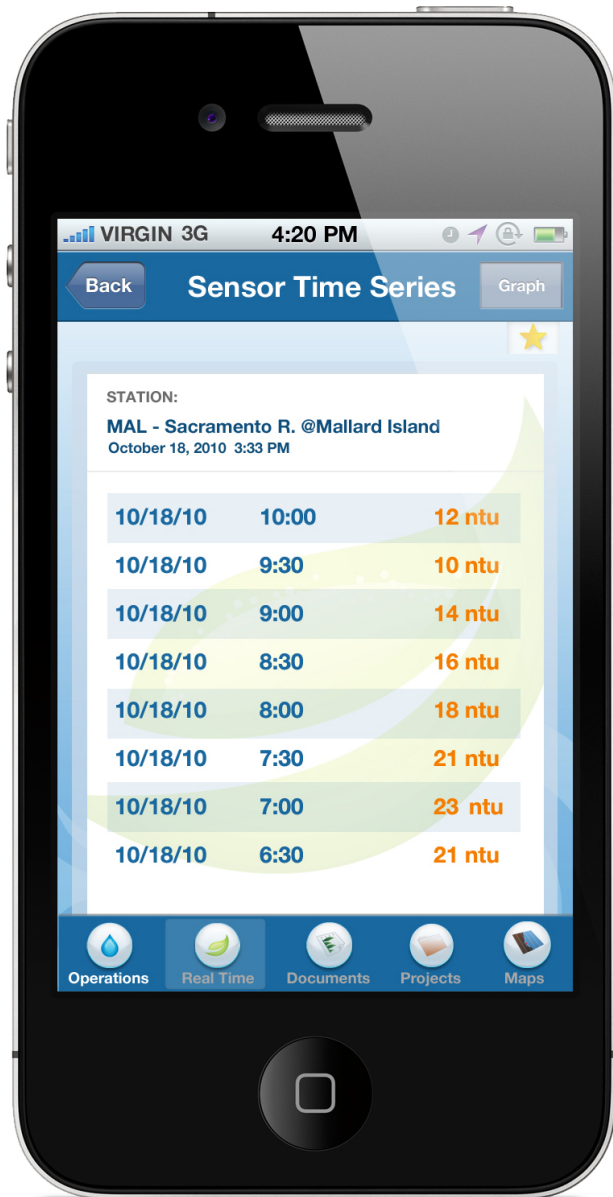 VIRGIN 3G 4:20 PM
Back Sensor Time Series Graph
STATION:
MAL - Sacramento R. @Mallard Island
October 18, 2010 3:33 PM
10/18/10 10:00 12 ntu
10/18/10 9:30 10 ntu
10/18/10 9:00 14 ntu
10/18/10 8:30 16 ntu
10/18/10 8:00 18 ntu
10/18/10 7:30 21 ntu
10/18/10 7:00 23 ntu
10/18/10 6:30 21 ntu
Operations Real Time Documents Projects Maps